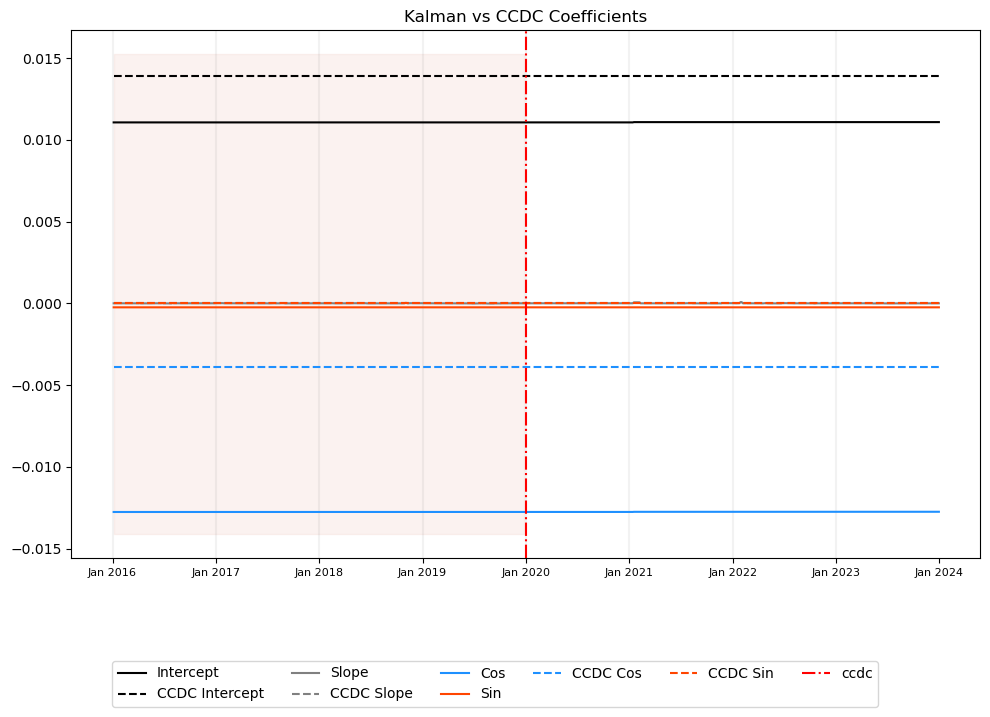 Kalman vs CCDC Coefficients
0.015
0.010
0.005
0.000
−0.005
−0.010
−0.015
Jan 2016 Jan 2017 Jan 2018 Jan 2019 Jan 2020 Jan 2021 Jan 2022 Jan 2023 Jan 2024
Intercept Slope Cos CCDC Cos CCDC Sin ccdc
CCDC Intercept CCDC Slope Sin